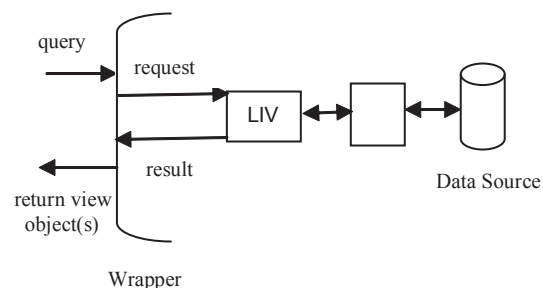 query
request
LIV
result
return view
object(s)
Data Source
Wrapper